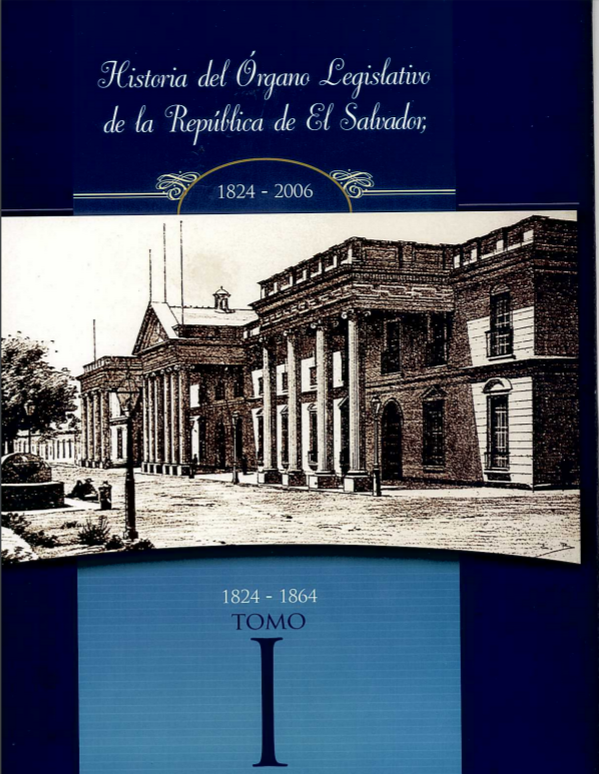 Historia del Órgano Legislativo
de la República de El Salvador,
1824 - 2006
1824 - 1864
TOMO
I